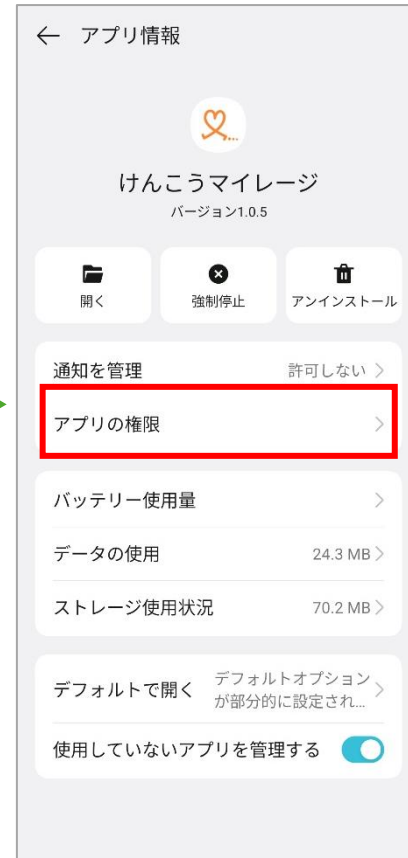 ← アプリ情報
けんこうマイレージ
バージョン1.0.5
開く
強制停止
アンインストール
通知を管理 許可しない >
アプリの権限 >
バッテリー使用量 >
データの使用 24.3 MB >
ストレージ使用状況 70.2 MB >
デフォルトで開く デフォルトオプション
が部分的に設定され... >
使用していないアプリを管理する